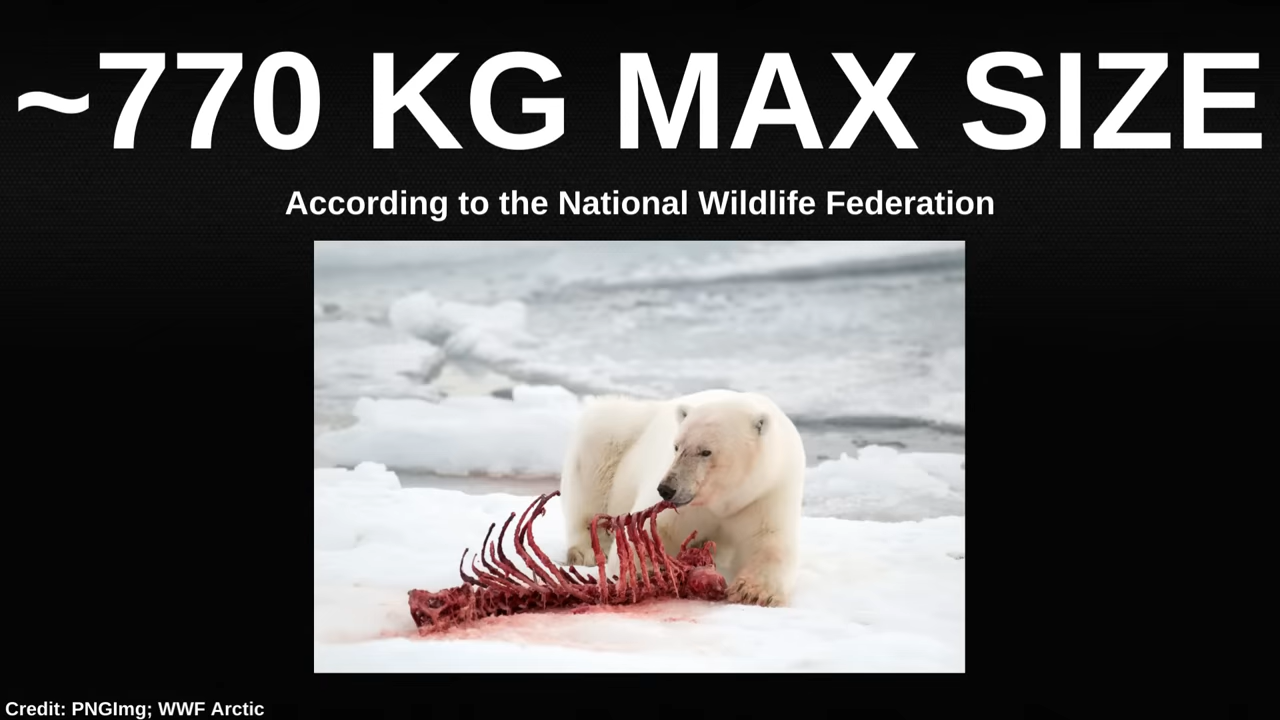 ~770 KG MAX SIZE
According to the National Wildlife Federation
Credit: PNGImg; WWF Arctic